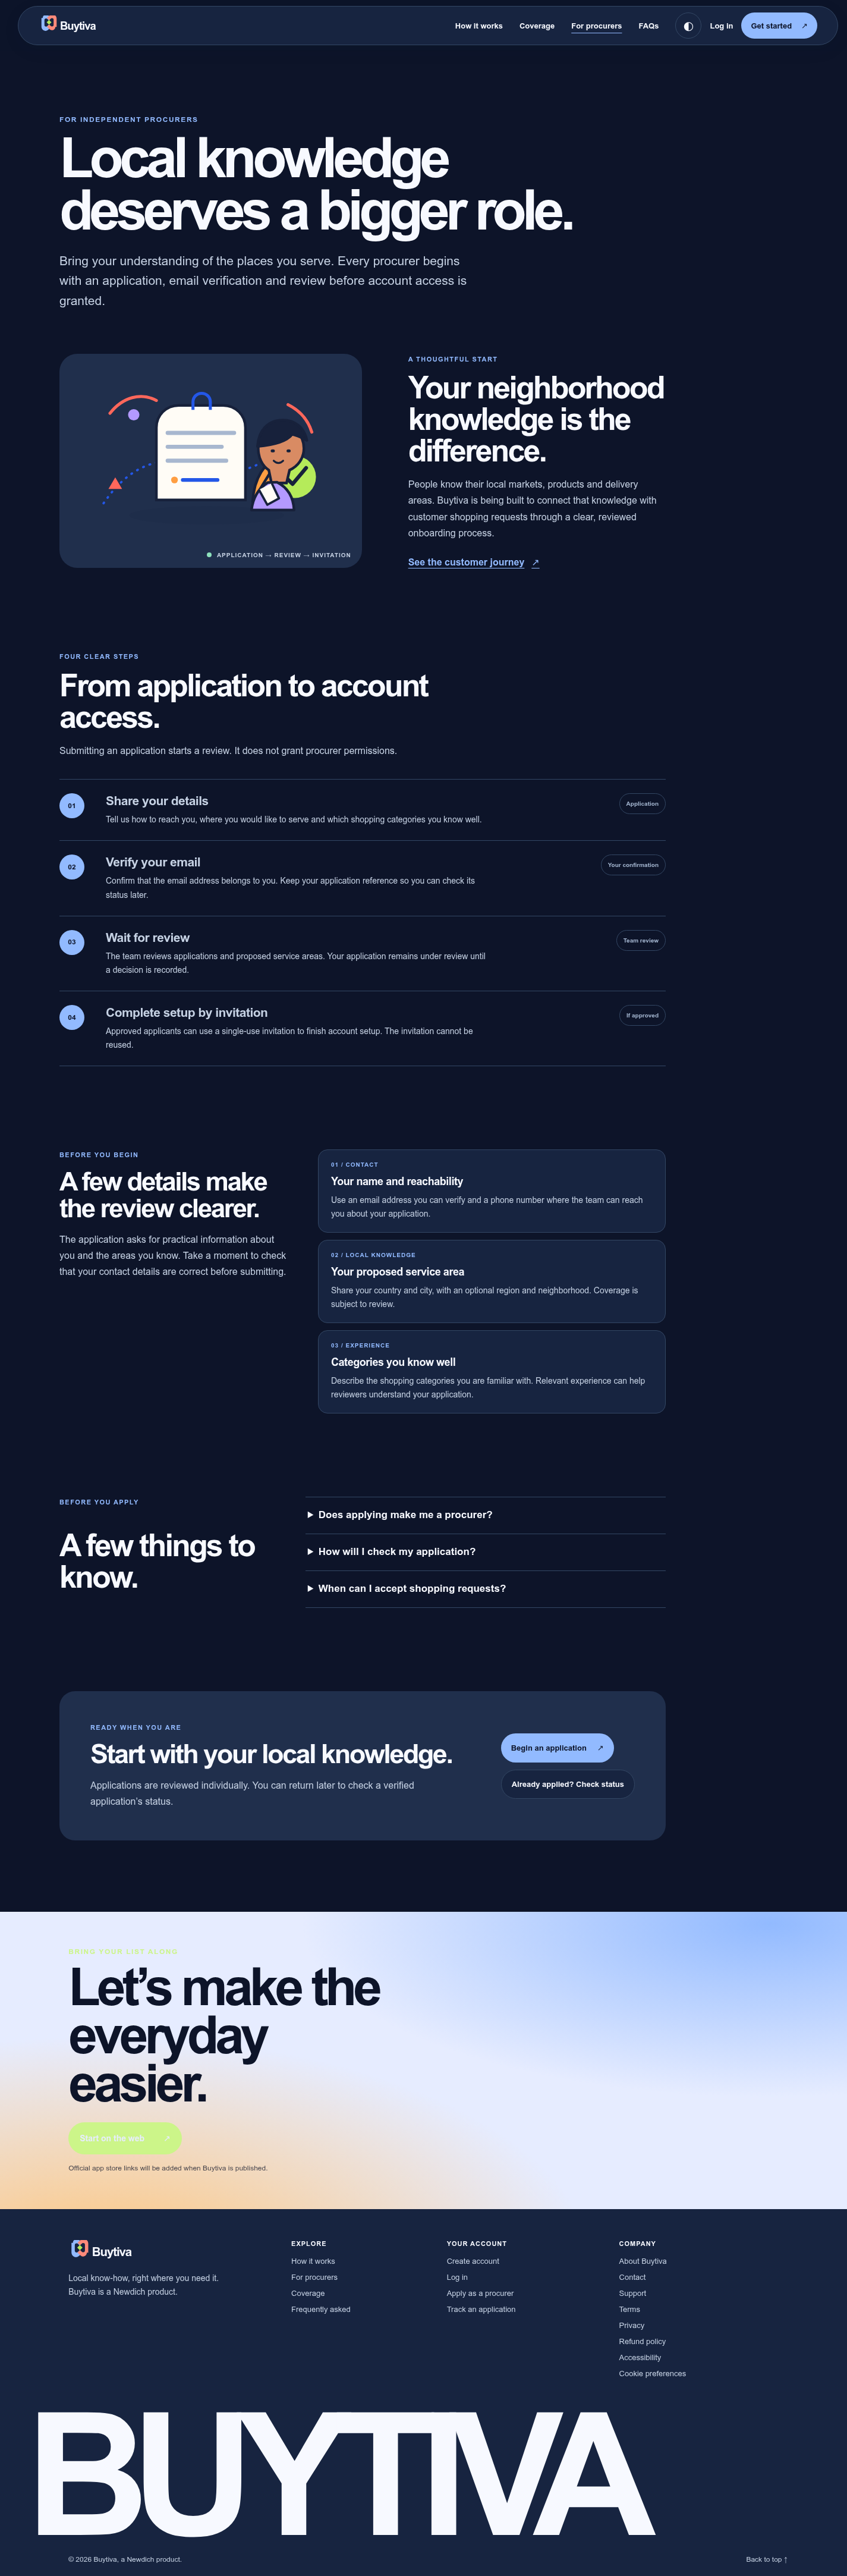 Buytiva
How it works
Coverage
For procurers
FAQs
Log in
Get started ↗
FOR INDEPENDENT PROCURERS
Local knowledge
deserves a bigger role.
Bring your understanding of the places you serve. Every procurer begins
with an application, email verification and review before account access is
granted.
APPLICATION → REVIEW → INVITATION
A THOUGHTFUL START
Your neighborhood
knowledge is the
difference.
People know their local markets, products and delivery
areas. Buytiva is being built to connect that knowledge with
customer shopping requests through a clear, reviewed
onboarding process.
See the customer journey ↗
FOUR CLEAR STEPS
From application to account
access.
Submitting an application starts a review. It does not grant procurer permissions.
01
Share your details
Tell us how to reach you, where you would like to serve and which shopping categories you know well.
Application
02
Verify your email
Confirm that the email address belongs to you. Keep your application reference so you can check its
status later.
Your confirmation
03
Wait for review
The team reviews applications and proposed service areas. Your application remains under review until
a decision is recorded.
Team review
04
Complete setup by invitation
Approved applicants can use a single-use invitation to finish account setup. The invitation cannot be
reused.
If approved
BEFORE YOU BEGIN
A few details make
the review clearer.
The application asks for practical information about
you and the areas you know. Take a moment to check
that your contact details are correct before submitting.
01 / CONTACT
Your name and reachability
Use an email address you can verify and a phone number where the team can reach
you about your application.
02 / LOCAL KNOWLEDGE
Your proposed service area
Share your country and city, with an optional region and neighborhood. Coverage is
subject to review.
03 / EXPERIENCE
Categories you know well
Describe the shopping categories you are familiar with. Relevant experience can help
reviewers understand your application.
BEFORE YOU APPLY
A few things to
know.
Does applying make me a procurer?
How will I check my application?
When can I accept shopping requests?
READY WHEN YOU ARE
Start with your local knowledge.
Applications are reviewed individually. You can return later to check a verified
application's status.
Begin an application ↗
Already applied? Check status
BRING YOUR LIST ALONG
Let's make the
everyday
easier.
Start on the web ↗
Official app store links will be added when Buytiva is published.
Buytiva
Local know-how, right where you need it.
Buytiva is a Newdich product.
EXPLORE
How it works
For procurers
Coverage
Frequently asked
YOUR ACCOUNT
Create account
Log in
Apply as a procurer
Track an application
COMPANY
About Buytiva
Contact
Support
Terms
Privacy
Refund policy
Accessibility
Cookie preferences
BUYTIVA
© 2026 Buytiva, a Newdich product.
Back to top ↑